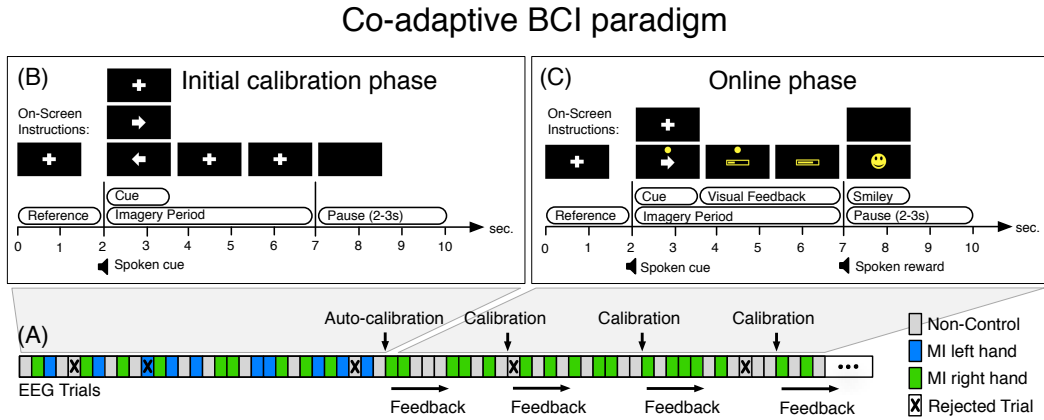 Co-adaptive BCI paradigm
(B) Initial calibration phase
On-Screen
Instructions:
Cue
Reference Imagery Period Pause (2-3s)
sec.
0 1 2 3 4 5 6 7 8 9 10
Spoken cue
(C) Online phase
On-Screen
Instructions:
Cue Visual Feedback Smiley
Reference Imagery Period Pause (2-3s)
sec.
0 1 2 3 4 5 6 7 8 9 10
Spoken cue Spoken reward
(A) Auto-calibration Calibration Calibration Calibration
X X X X X
EEG Trials
Feedback Feedback Feedback Feedback
Non-Control
MI left hand
MI right hand
X Rejected Trial